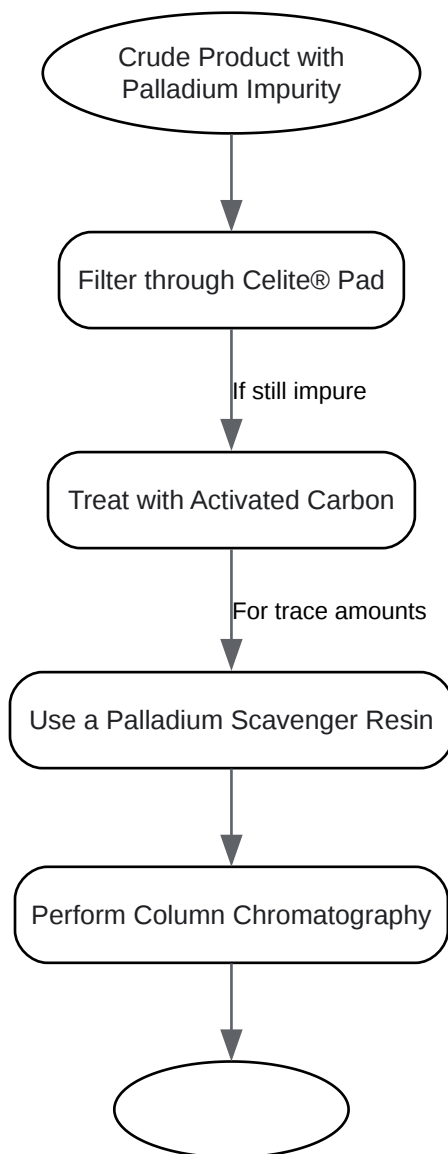 Crude Product with
Palladium Impurity
Filter through Celite® Pad
If still impure
Treat with Activated Carbon
For trace amounts
Use a Palladium Scavenger Resin
Perform Column Chromatography